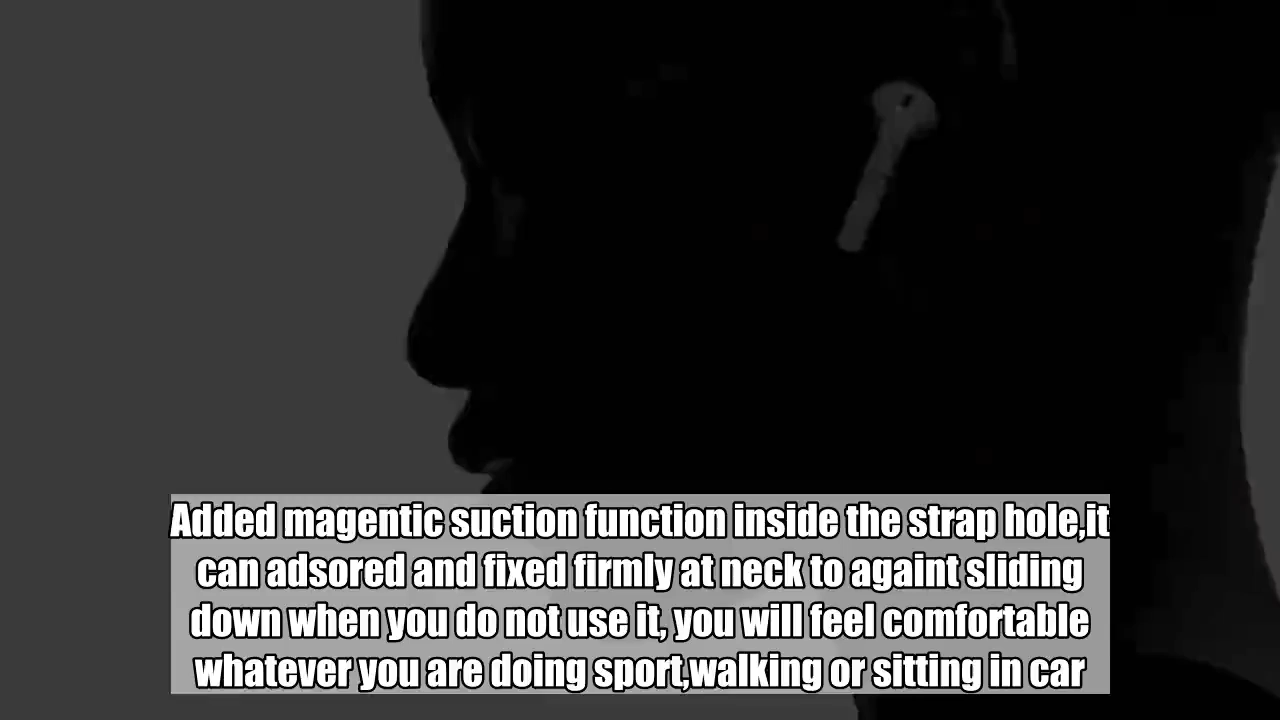 Added magentic suction function inside the strap hole,it
can adsored and fixed firmly at neck to againt sliding
down when you do not use it, you will feel comfortable
whatever you are doing sport,walking or sitting in car